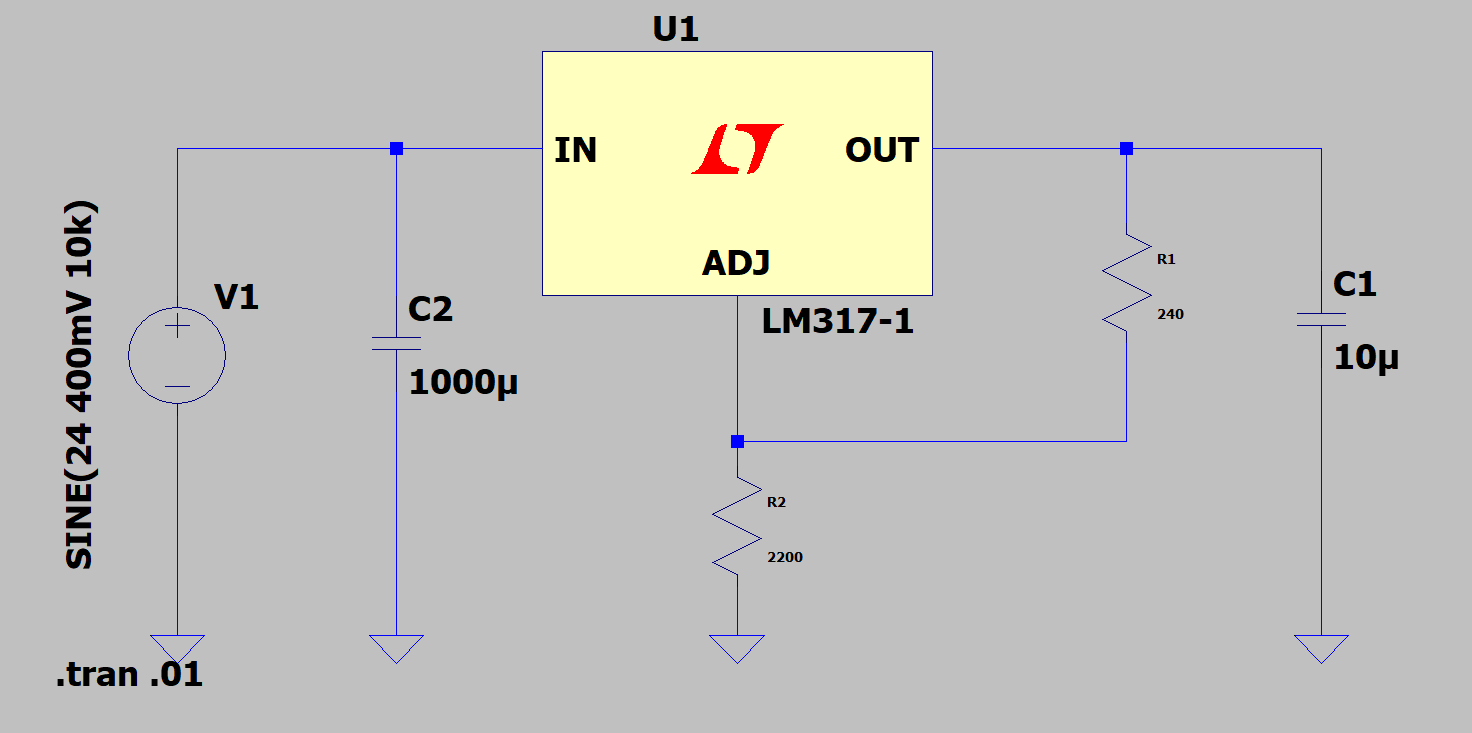 U1
IN
OUT
ADJ
LM317-1
V1
SINE(24 400mV 10k)
C2
1000µ
R1
240
C1
10µ
R2
2200
.tran .01